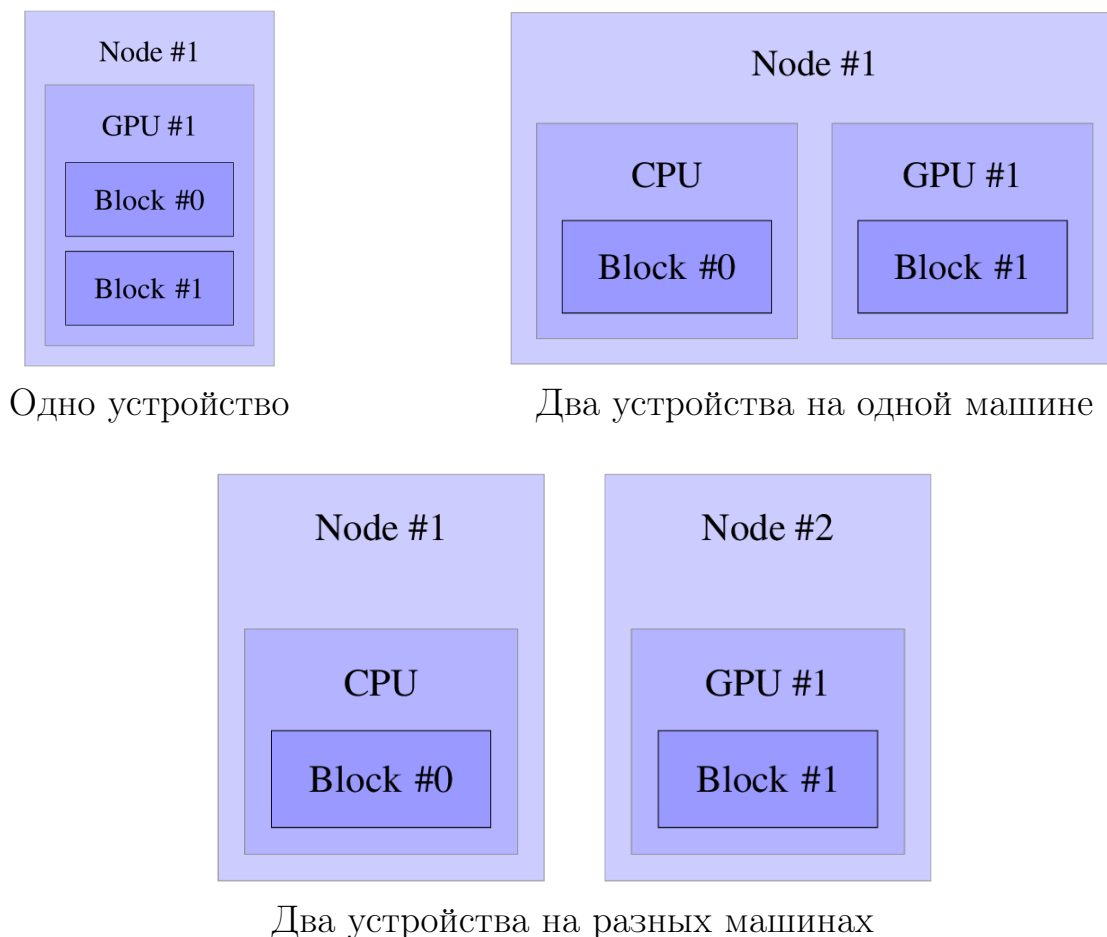 Node #1
GPU #1
Block #0
Block #1
Одно устройство
Node #1
CPU
Block #0
GPU #1
Block #1
Два устройства на одной машине
Node #1
CPU
Block #0
Node #2
GPU #1
Block #1
Два устройства на разных машинах